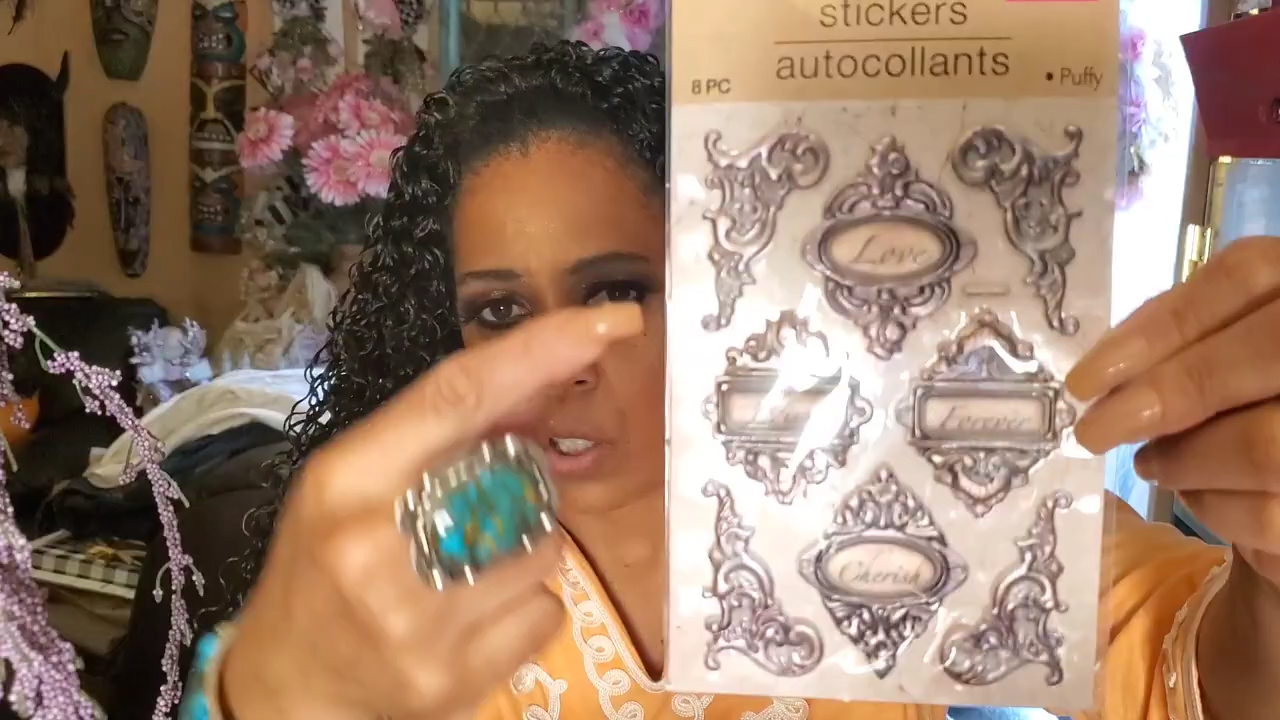 stickers
autocollants
8 PC
• Puffy
Love
Forever
Cherish